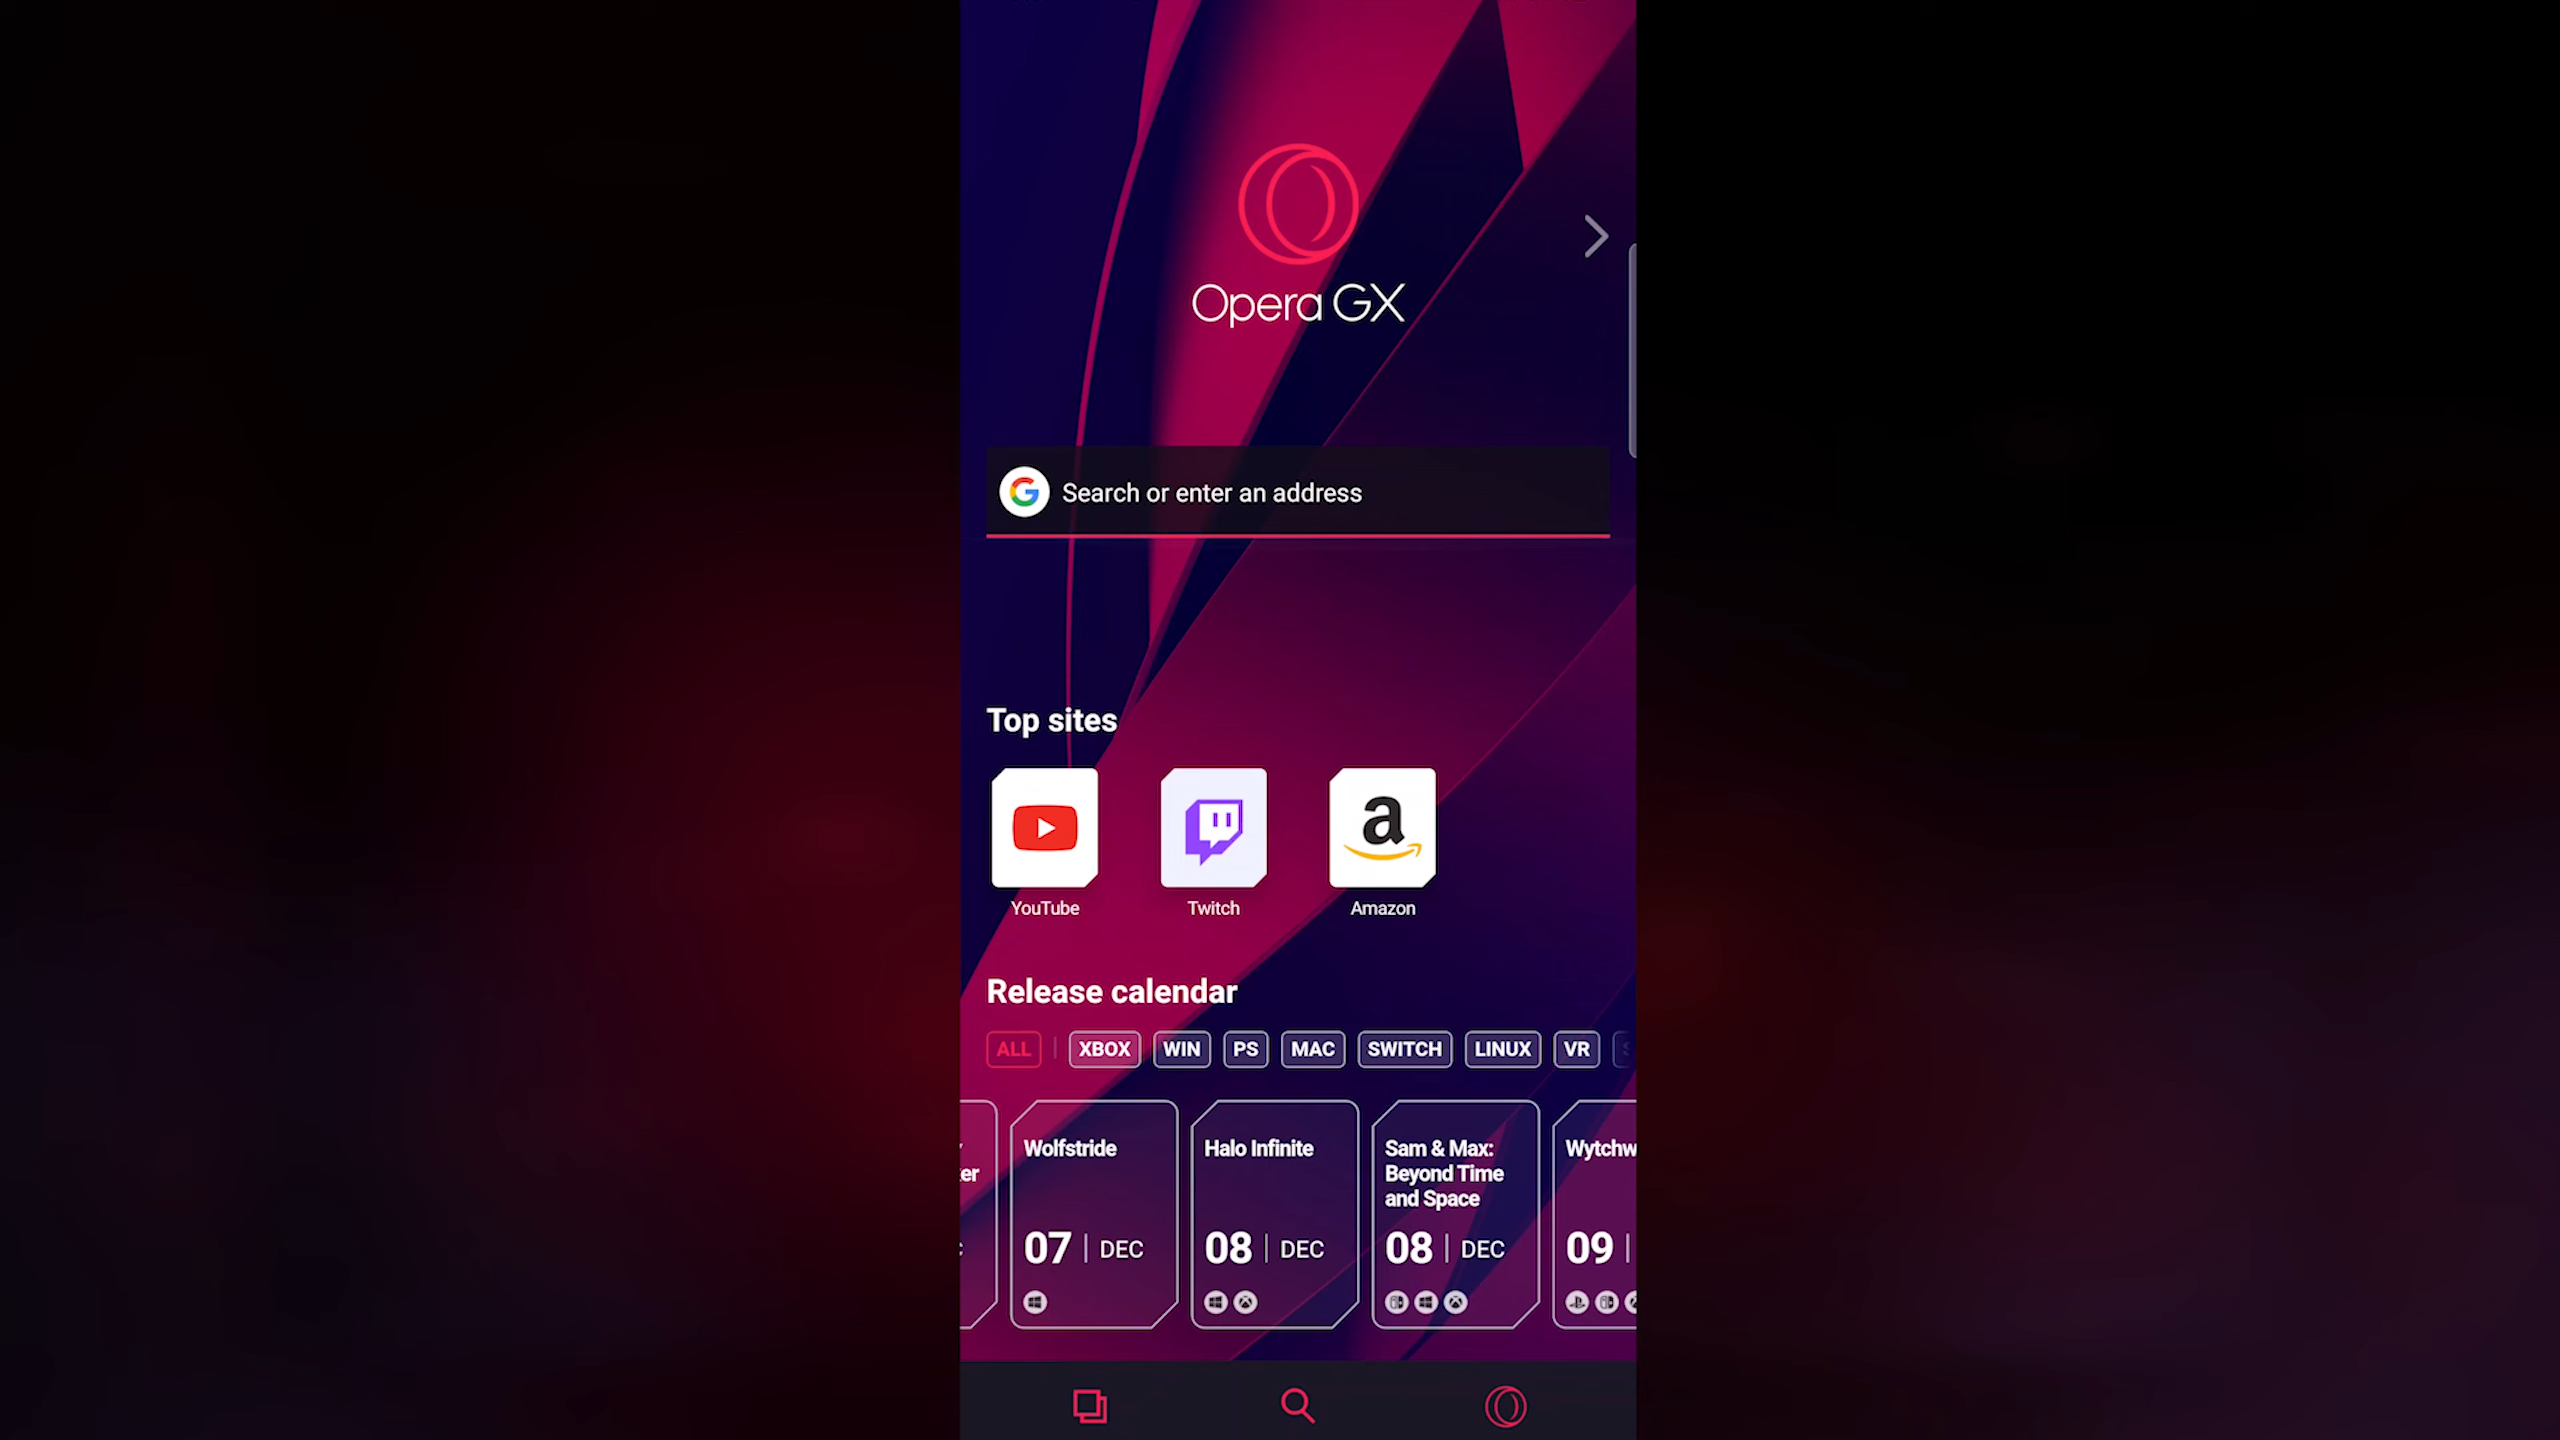 Opera GX
Search or enter an address
Top sites
YouTube
Twitch
Amazon
Release calendar
ALL
XBOX
WIN
PS
MAC
SWITCH
LINUX
VR
er
Wolfstride
07 | DEC
Halo Infinite
08 | DEC
Sam & Max:
Beyond Time
and Space
08 | DEC
Wytchw
09